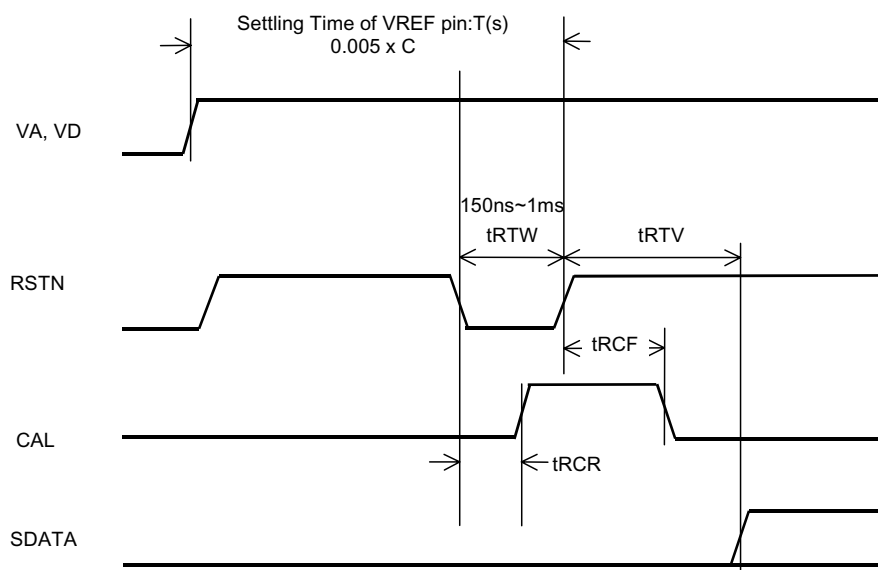 Settling Time of VREF pin:T(s)
0.005 x C
VA, VD
150ns~1ms
tRTW
tRTV
RSTN
tRCF
CAL
tRCR
SDATA